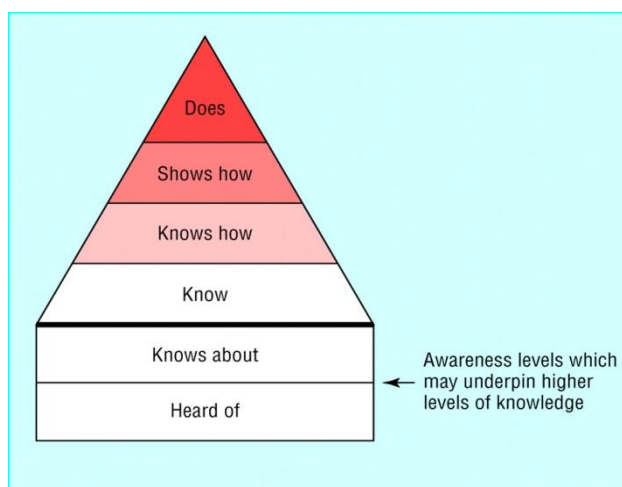 Does
Shows how
Knows how
Know
Knows about
Heard of
Awareness levels which
may underpin higher
levels of knowledge